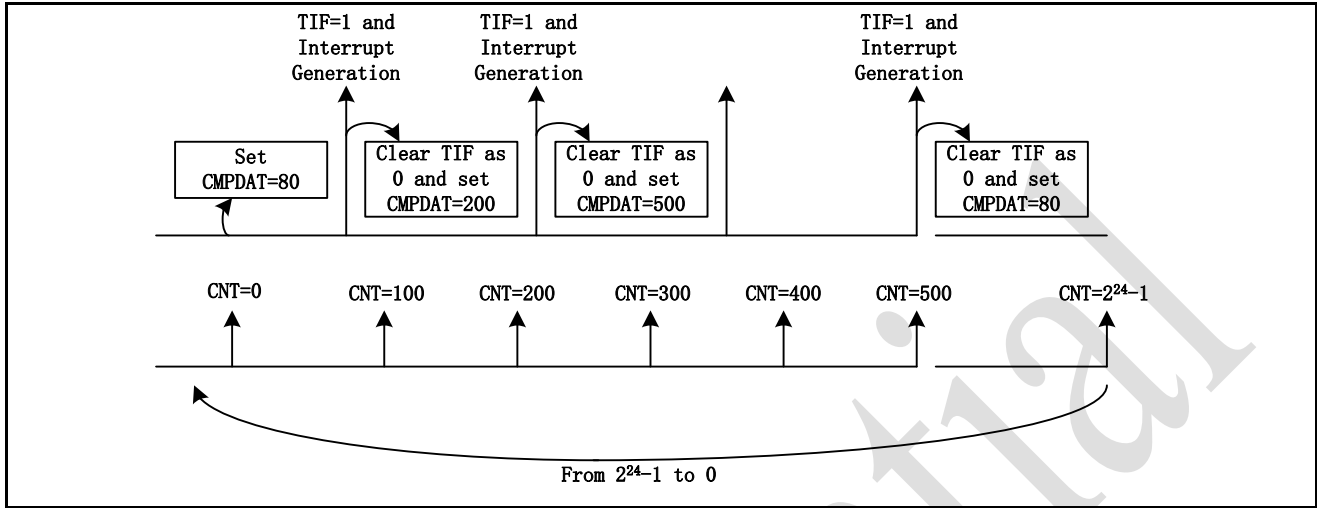 TIF=1 and
Interrupt
Generation
TIF=1 and
Interrupt
Generation
TIF=1 and
Interrupt
Generation
Set
CMPDAT=80
Clear TIF as
0 and set
CMPDAT=200
Clear TIF as
0 and set
CMPDAT=500
Clear TIF as
0 and set
CMPDAT=80
CNT=0
CNT=100
CNT=200
CNT=300
CNT=400
CNT=500
CNT=2²⁴-1
From 2²⁴-1 to 0